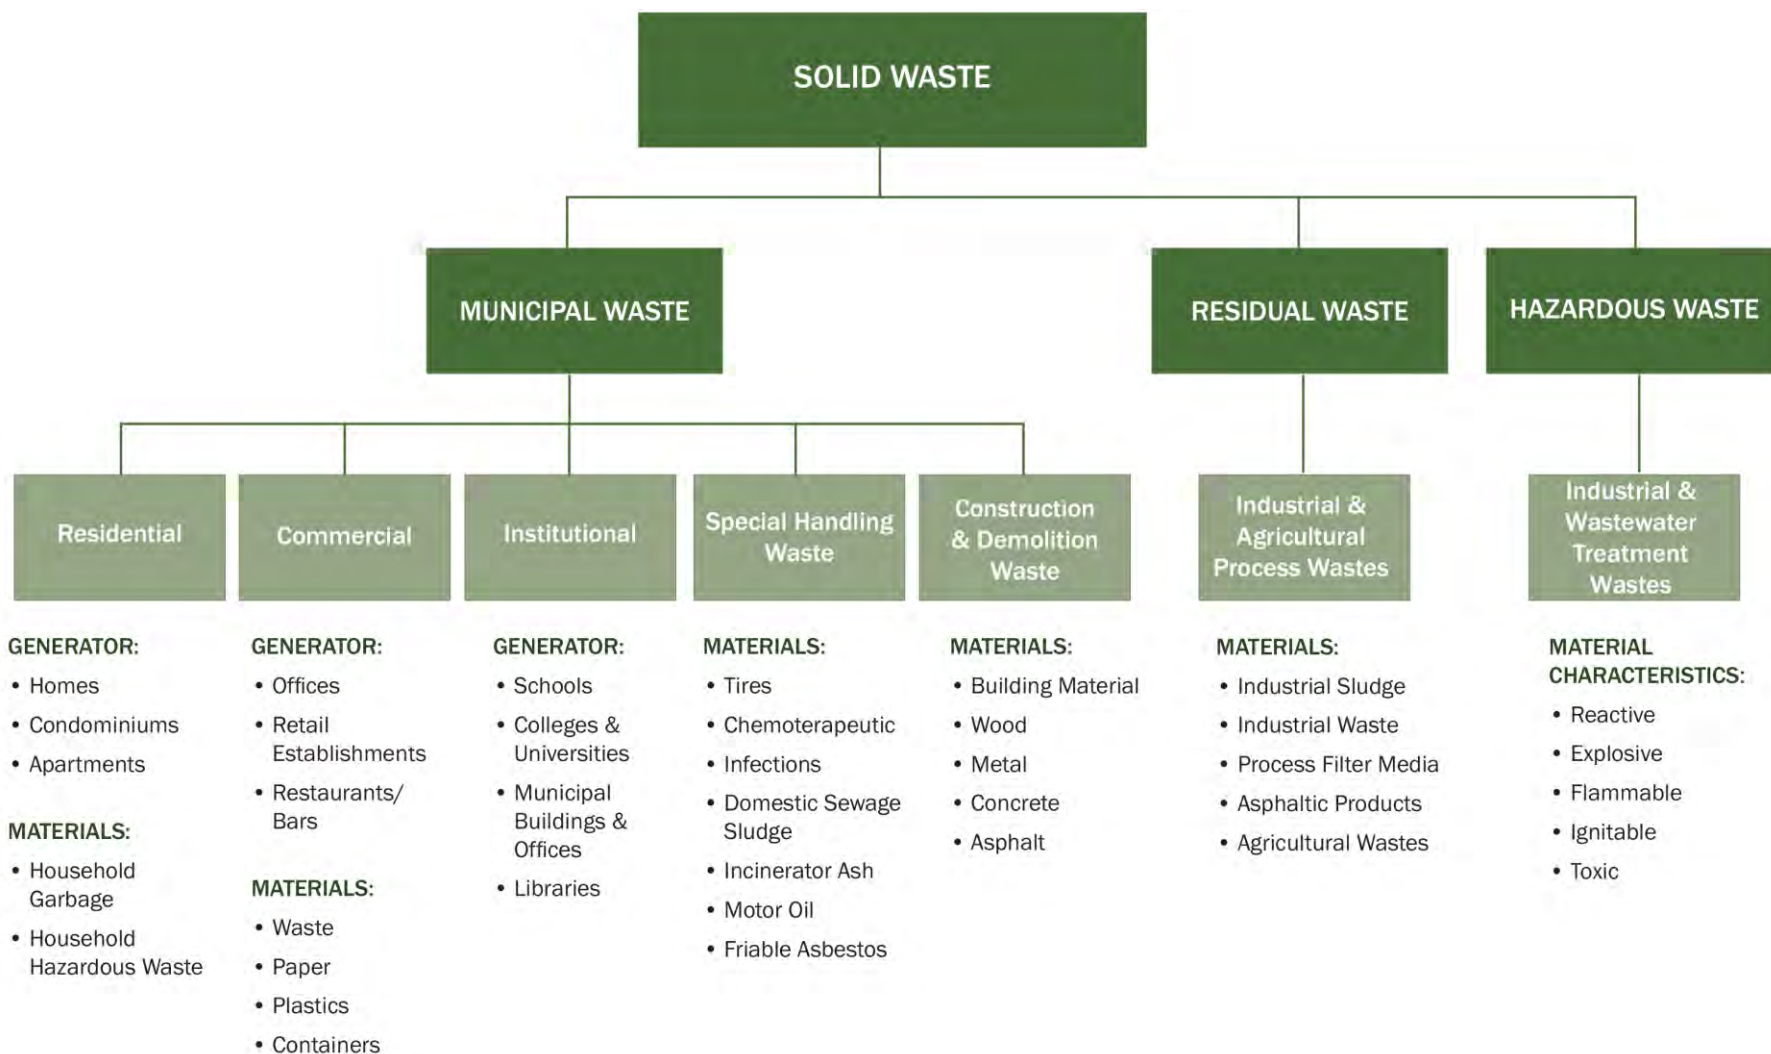 SOLID WASTE
MUNICIPAL WASTE
RESIDUAL WASTE
HAZARDOUS WASTE
Residential
Commercial
Institutional
Special Handling
Waste
Construction
& Demolition
Waste
Industrial &
Agricultural
Process Wastes
Industrial &
Wastewater
Treatment
Wastes
GENERATOR:
• Homes
• Condominiums
• Apartments
MATERIALS:
• Household
Garbage
• Household
Hazardous Waste
GENERATOR:
• Offices
• Retail
Establishments
• Restaurants/
Bars
MATERIALS:
• Waste
• Paper
• Plastics
• Containers
GENERATOR:
• Schools
• Colleges &
Universities
• Municipal
Buildings &
Offices
• Libraries
MATERIALS:
• Tires
• Chemoterapeutic
• Infections
• Domestic Sewage
Sludge
• Incinerator Ash
• Motor Oil
• Friable Asbestos
MATERIALS:
• Building Material
• Wood
• Metal
• Concrete
• Asphalt
MATERIALS:
• Industrial Sludge
• Industrial Waste
• Process Filter Media
• Asphaltic Products
• Agricultural Wastes
MATERIAL
CHARACTERISTICS:
• Reactive
• Explosive
• Flammable
• Ignitable
• Toxic